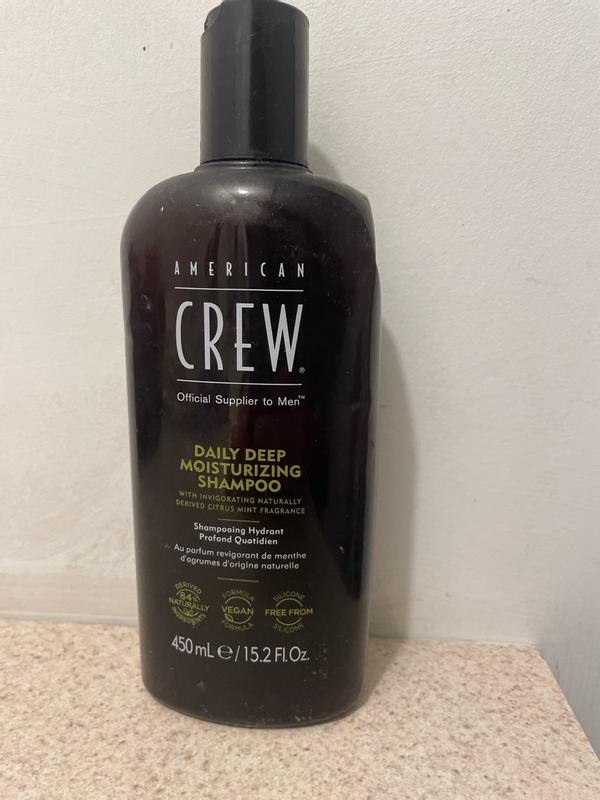 AMERICAN
CREW®
Official Supplier to Men™
DAILY DEEP
MOISTURIZING
SHAMPOO
WITH INVIGORATING NATURALLY
DERIVED CITRUS MINT FRAGRANCE
Shampooing Hydrant
Profond Quotidien
Au parfum revigorant de menthe
d'agrumes d'origine naturelle
DERIVED
84%
NATURALLY
INGREDIENTS
FORMULA
VEGAN
FORMULA
SILICONE
FREE FROM
SILICONE
450 mL ℮ / 15.2 Fl. Oz.